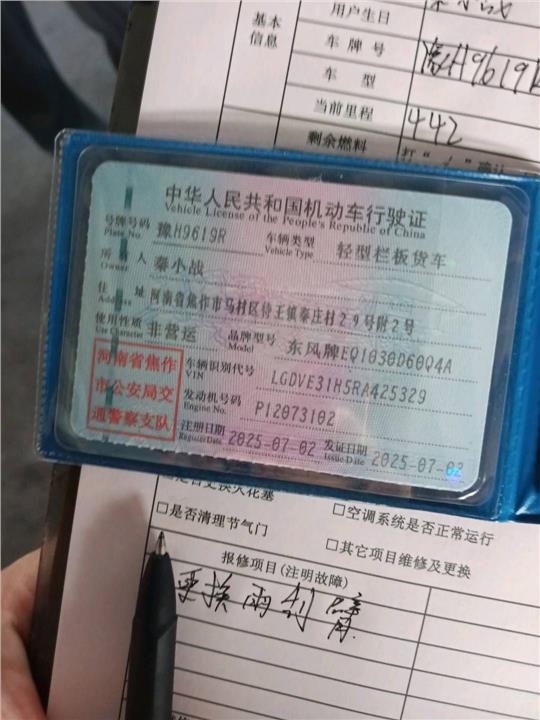 用户生日
秦小战
基本
信息
车 牌 号
豫H9619R
车 型
当前里程
442
剩余燃料
中华人民共和国机动车行驶证
Vehicle License of the People's Republic of China
号牌号码 豫H9619R 车辆类型 轻型栏板货车
Plate No. Vehicle Type
所 有 人 秦小战
Owner
住 址 河南省焦作市马村区待王镇秦庄村29号附2号
Address
使用性质 非营运 品牌型号 东风牌EQ1030D60Q4A
Use Character Model
河南省焦作
市公安局交
通警察支队
车辆识别代号 LGDVE31H5RA425329
VIN
发动机号码 P12073102
Engine No.
注册日期 2025-07-02 发证日期 2025-07-02
Register Date Issue Date
是否更换火花塞
□空调系统是否正常运行
□是否清理节气门
□其它项目维修及更换
报修项目(注明故障)
更换雨刮臂